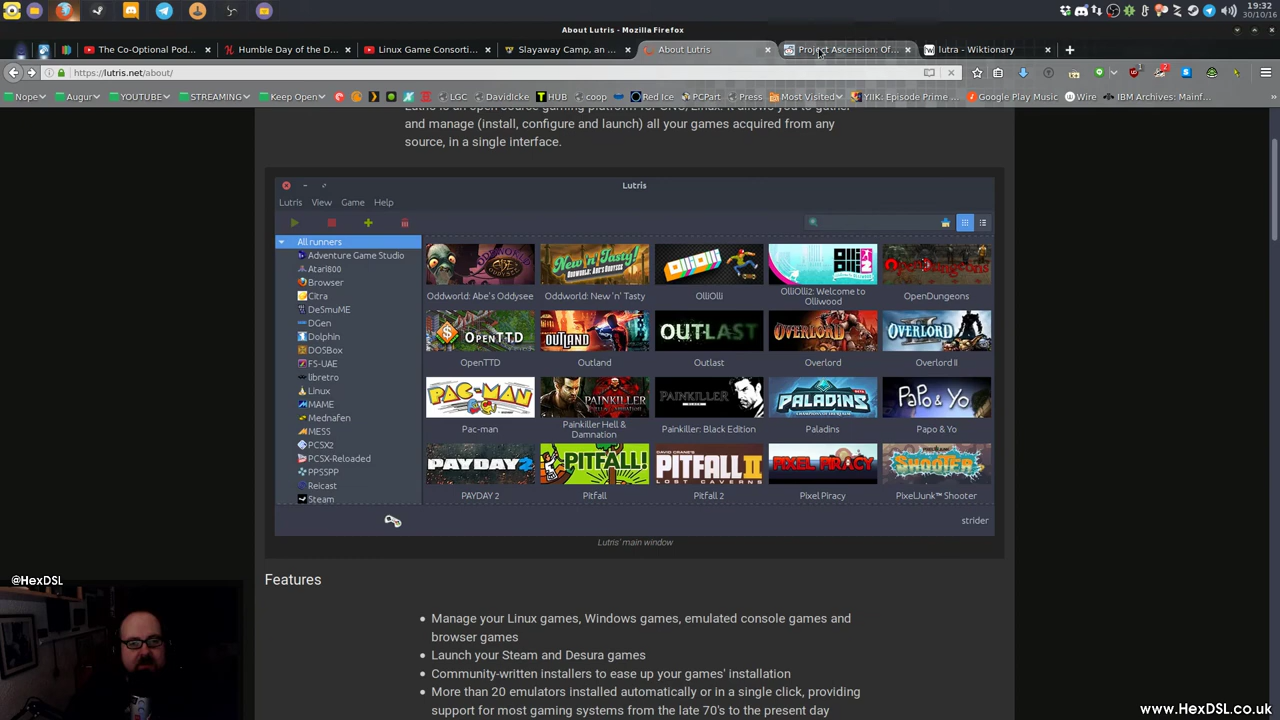 19:32
30/10/16
About Lutris - Mozilla Firefox
The Co-Optional Pod...
Humble Day of the D...
Linux Game Consorti...
Slayaway Camp, an ...
About Lutris
Project Ascension: Of...
lutra - Wiktionary
https://lutris.net/about/
Nope
Augur
YOUTUBE
STREAMING
Keep Open
LGC
DavidIcke
HUB
coop
Red Ice
PCPart
Press
Most Visited
YIIK: Episode Prime ...
Google Play Music
Wire
IBM Archives: Mainf...
and manage (install, configure and launch) all your games acquired from any
source, in a single interface.
Lutris
Lutris View Game Help
All runners
Adventure Game Studio
Atari800
Browser
Citra
DeSmuME
DGen
Dolphin
DOSBox
FS-UAE
libretro
Linux
MAME
Mednafen
MESS
PCSX2
PCSX-Reloaded
PPSSPP
Reicast
Steam
Oddworld: Abe's Oddysee
Oddworld: New 'n' Tasty
OlliOlli
OlliOlli2: Welcome to
Olliwood
OpenDungeons
OpenTTD
Outland
Outlast
Overlord
Overlord II
Pac-man
Painkiller Hell &
Damnation
Painkiller: Black Edition
Paladins
Papo & Yo
PAYDAY 2
Pitfall
Pitfall 2
Pixel Piracy
PixelJunk™ Shooter
strider
Lutris' main window
@HexDSL
Features
Manage your Linux games, Windows games, emulated console games and
browser games
Launch your Steam and Desura games
Community-written installers to ease up your games' installation
More than 20 emulators installed automatically or in a single click, providing
support for most gaming systems from the late 70's to the present day
www.HexDSL.co.uk